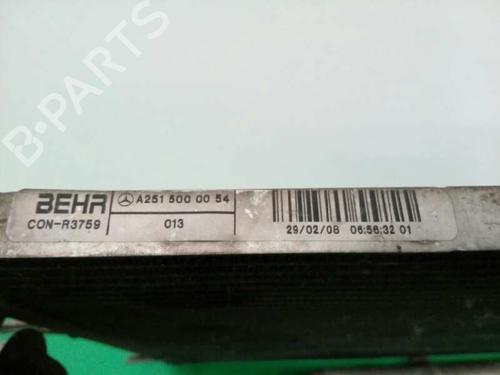 B-PARTS
BEHR A251 500 00 54
CON-R3759 013
29/02/08 06:56:32 01